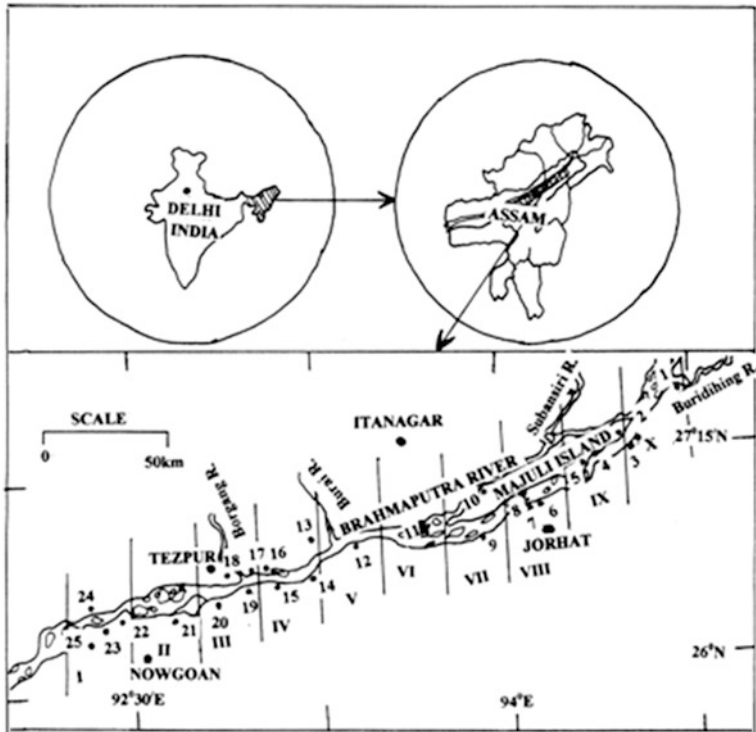 DELHI
INDIA
ASSAM
SCALE
0 50km
ITANAGAR
Subansiri R.
Buridihing R.
27°15'N
Borgang R.
Burai R.
BRAHMAPUTRA RIVER
MAJULI ISLAND
TEZPUR
JORHAT
NOWGOAN
1
2
3
4
5
6
7
8
9
10
11
12
13
14
15
16
17
18
19
20
21
22
23
24
25
I
II
III
IV
V
VI
VII
VIII
IX
X
26°N
92°30'E
94°E